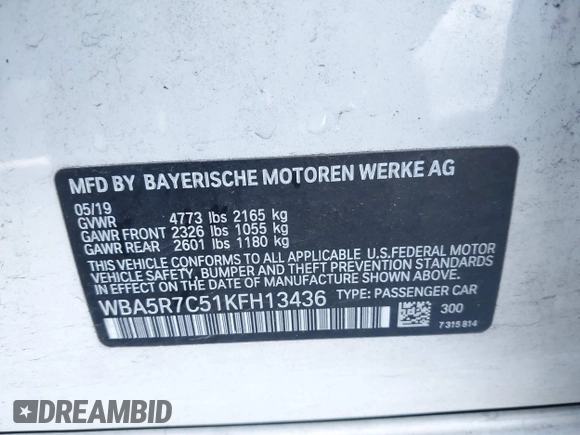 MFD BY BAYERISCHE MOTOREN WERKE AG
05/19
GVWR 4773 lbs 2165 kg
GAWR FRONT 2326 lbs 1055 kg
GAWR REAR 2601 lbs 1180 kg
THIS VEHICLE CONFORMS TO ALL APPLICABLE U.S.FEDERAL MOTOR
VEHICLE SAFETY, BUMPER, AND THEFT PREVENTION STANDARDS
IN EFFECT ON THE DATE OF MANUFACTURE SHOWN ABOVE.
WBA5R7C51KFH13436 TYPE: PASSENGER CAR
300
7 315 814
DREAMBID